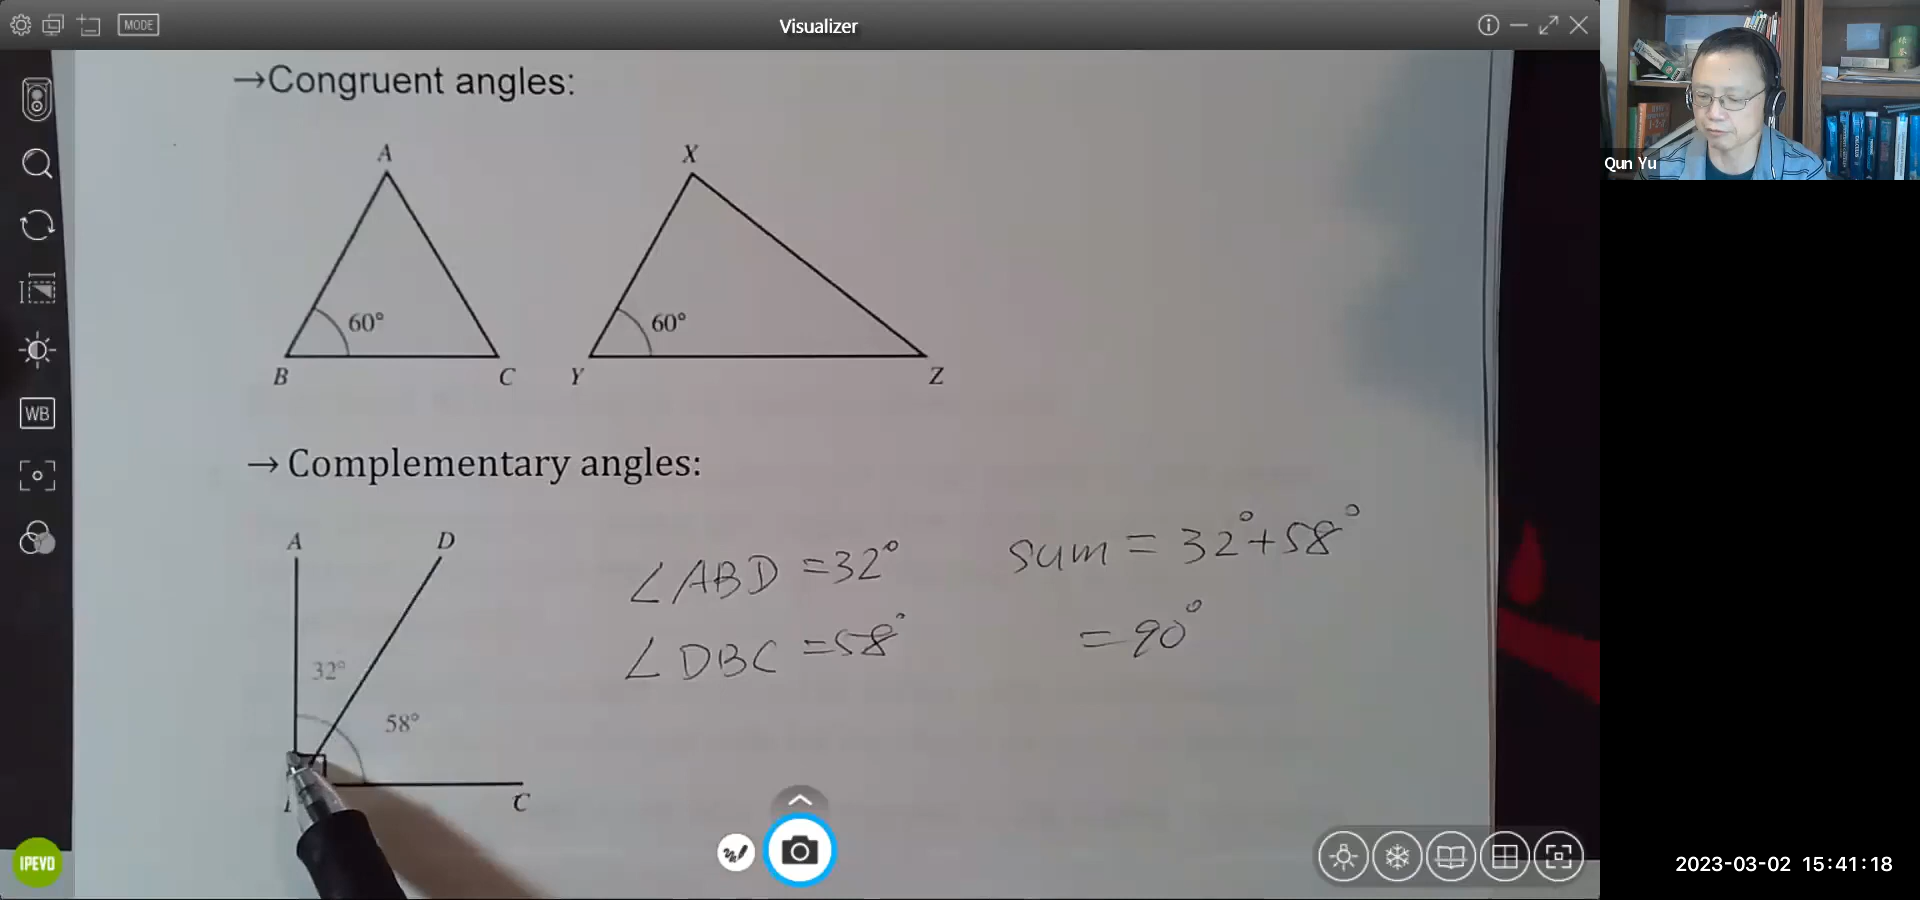 MODE
Visualizer
→Congruent angles:
Qun Yu
A
X
60°
60°
B
C
Y
Z
WB
→ Complementary angles:
A
D
∠ABD = 32°
sum = 32° + 58°
∠DBC = 58°
= 90°
32°
58°
C
IPEVO
2023-03-02 15:41:18